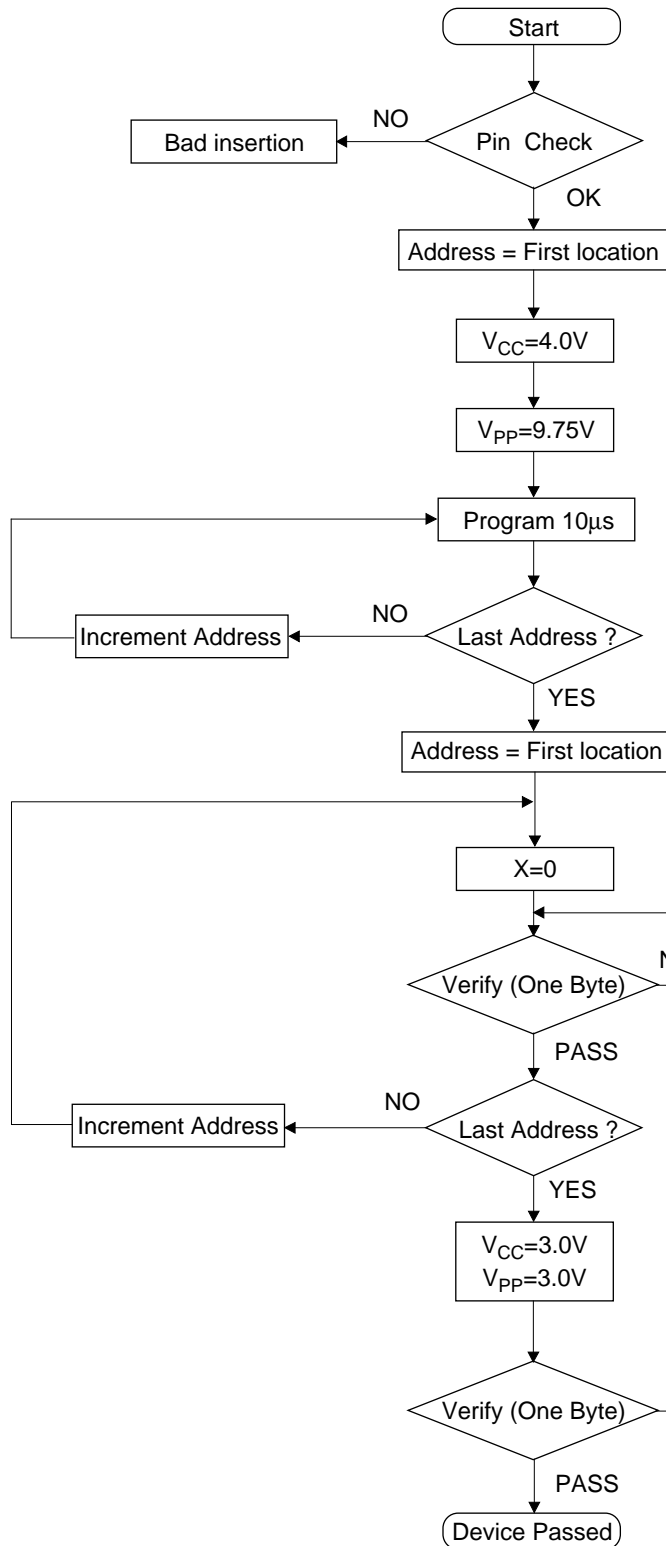 Start
NO
Bad insertion
Pin Check
OK
Address = First location
VCC=4.0V
VPP=9.75V
Program 10μs
NO
Increment Address
Last Address ?
YES
Address = First location
X=0
Verify (One Byte)
PASS
NO
Increment Address
Last Address ?
YES
VCC=3.0V
VPP=3.0V
Verify (One Byte)
PASS
Device Passed